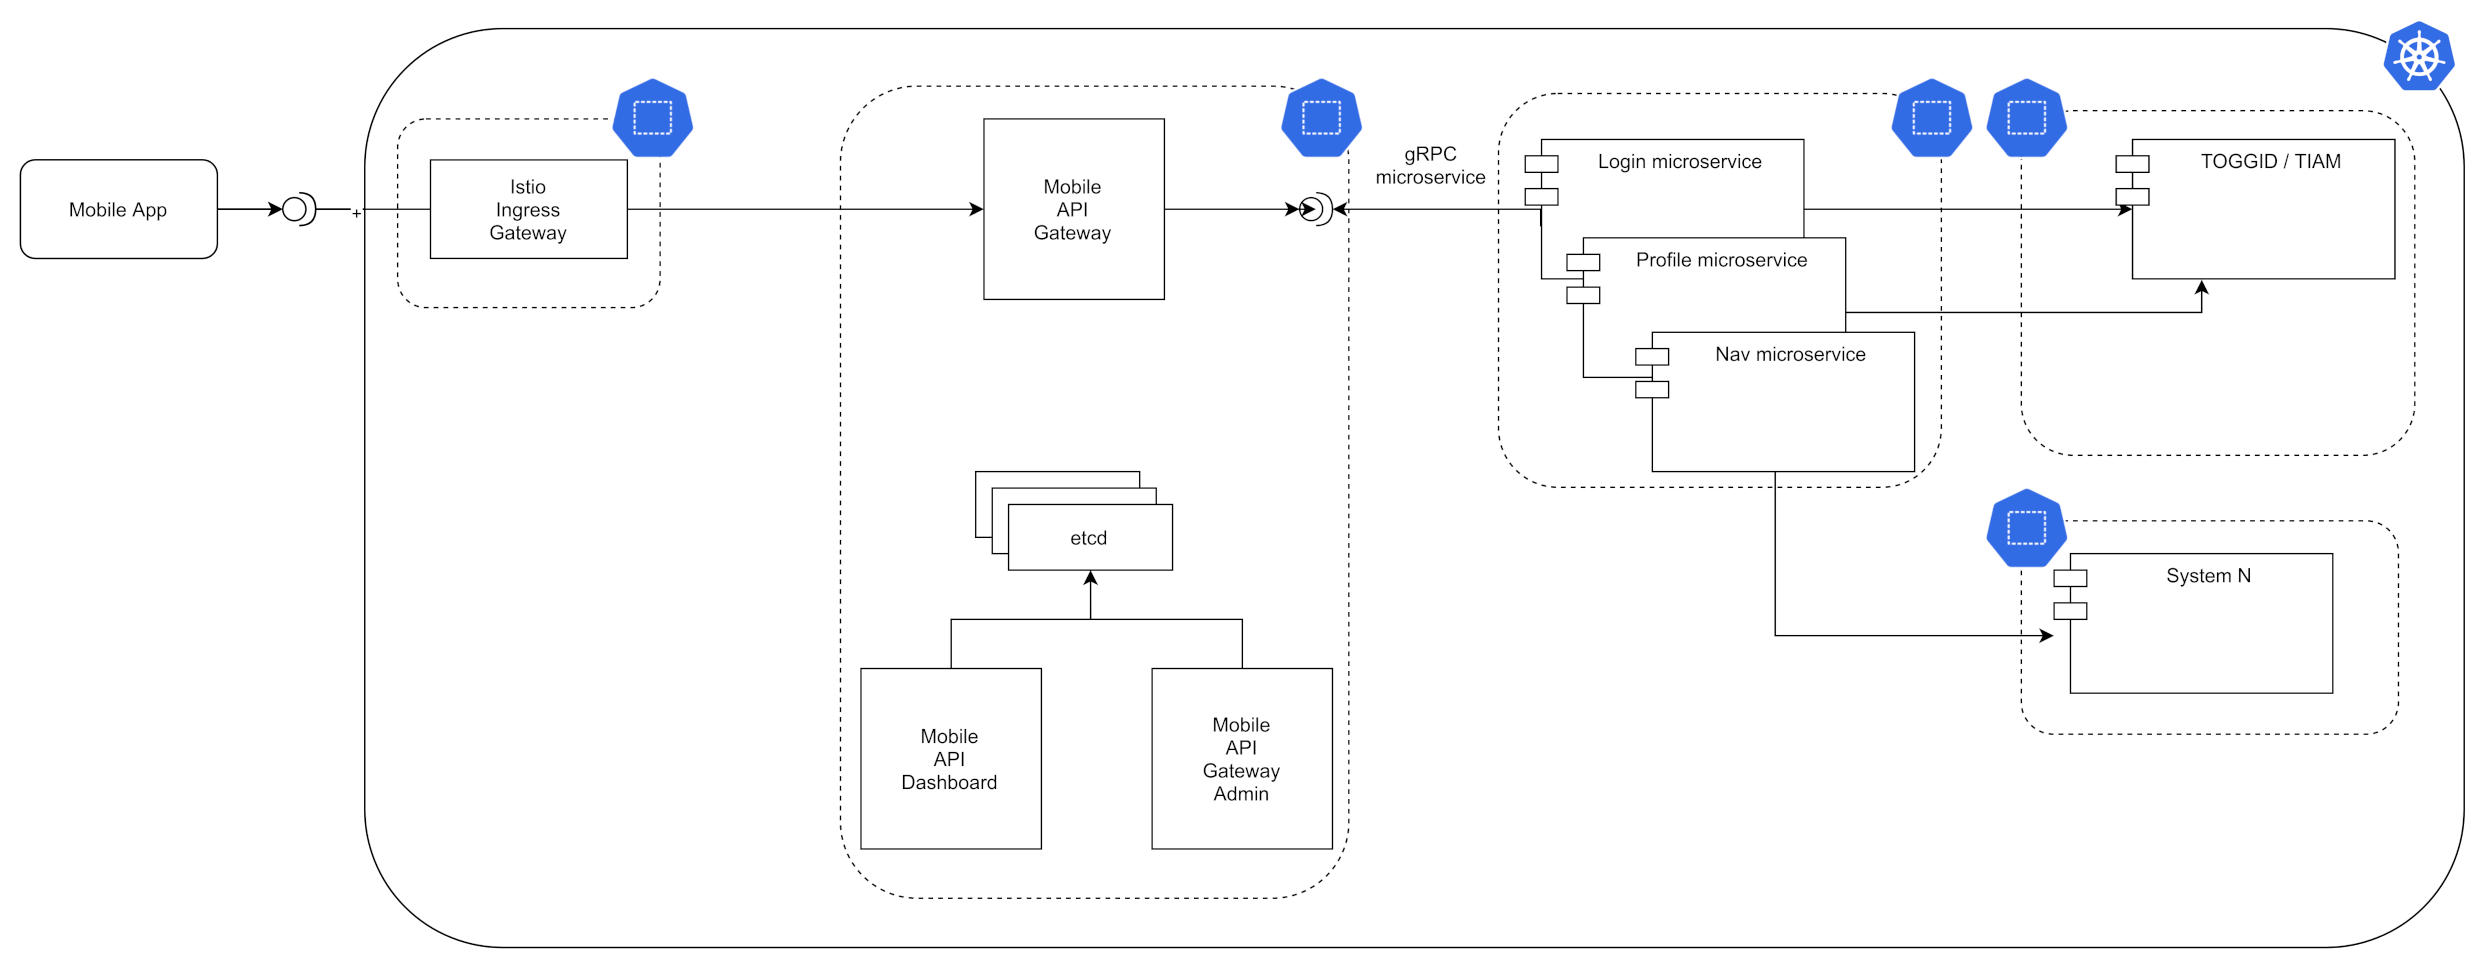 Mobile App
+
Istio
Ingress
Gateway
Mobile
API
Gateway
gRPC
microservice
Login microservice
Profile microservice
Nav microservice
TOGGID / TIAM
etcd
System N
Mobile
API
Dashboard
Mobile
API
Gateway
Admin